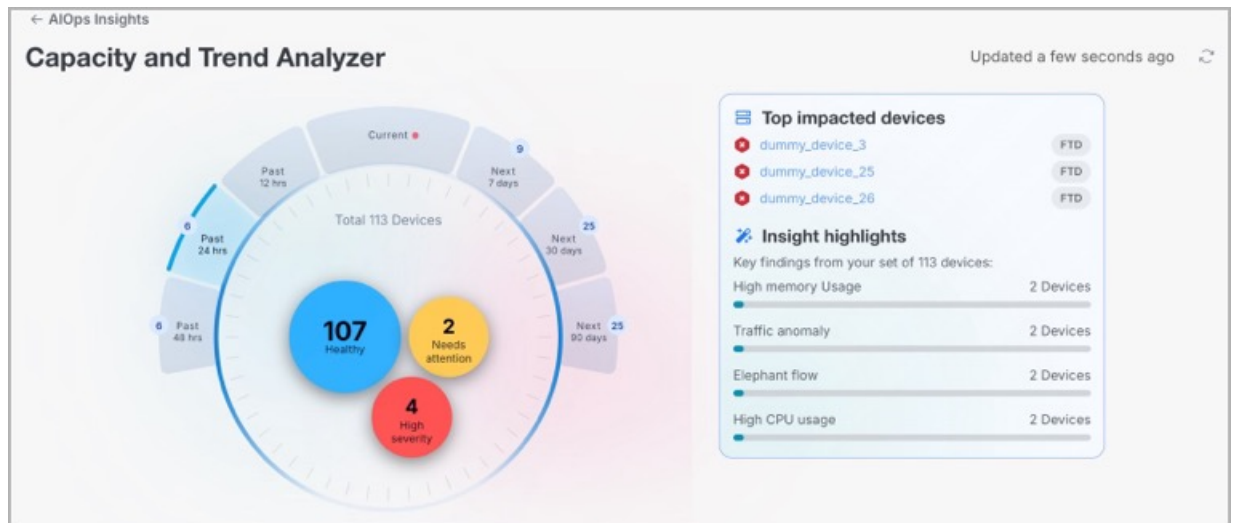 ← AIOps Insights
Capacity and Trend Analyzer
Updated a few seconds ago
Current
Past
12 hrs
9
Next
7 days
6
Past
24 hrs
25
Next
30 days
6
Past
48 hrs
Next
90 days
25
Total 113 Devices
107
Healthy
2
Needs
attention
4
High
severity
Top impacted devices
dummy_device_3 FTD
dummy_device_25 FTD
dummy_device_26 FTD
Insight highlights
Key findings from your set of 113 devices:
High memory Usage 2 Devices
Traffic anomaly 2 Devices
Elephant flow 2 Devices
High CPU usage 2 Devices